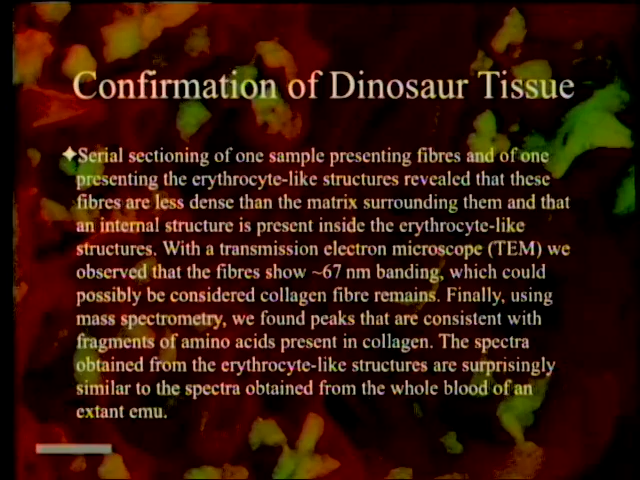 Confirmation of Dinosaur Tissue
Serial sectioning of one sample presenting fibres and of one
presenting the erythrocyte-like structures revealed that these
fibres are less dense than the matrix surrounding them and that
an internal structure is present inside the erythrocyte-like
structures. With a transmission electron microscope (TEM) we
observed that the fibres show ~67 nm banding, which could
possibly be considered collagen fibre remains. Finally, using
mass spectrometry, we found peaks that are consistent with
fragments of amino acids present in collagen. The spectra
obtained from the erythrocyte-like structures are surprisingly
similar to the spectra obtained from the whole blood of an
extant emu.